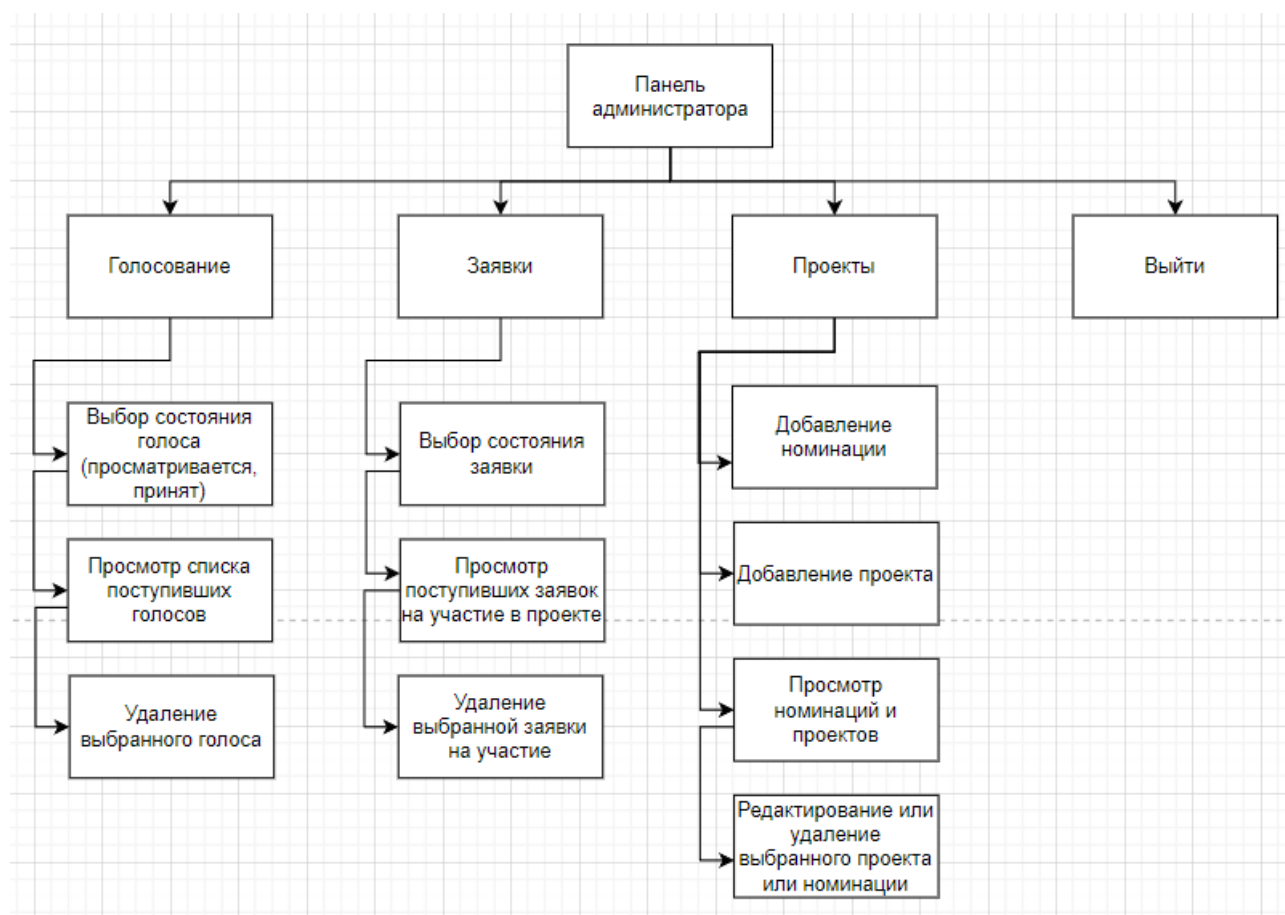 Панель
администратора
Голосование
Заявки
Проекты
Выйти
Выбор состояния
голоса
(просматривается,
принят)
Просмотр списка
поступивших
голосов
Удаление
выбранного голоса
Выбор состояния
заявки
Просмотр
поступивших заявок
на участие в проекте
Удаление
выбранной заявки
на участие
Добавление
номинации
Добавление проекта
Просмотр
номинаций и
проектов
Редактирование или
удаление
выбранного проекта
или номинации